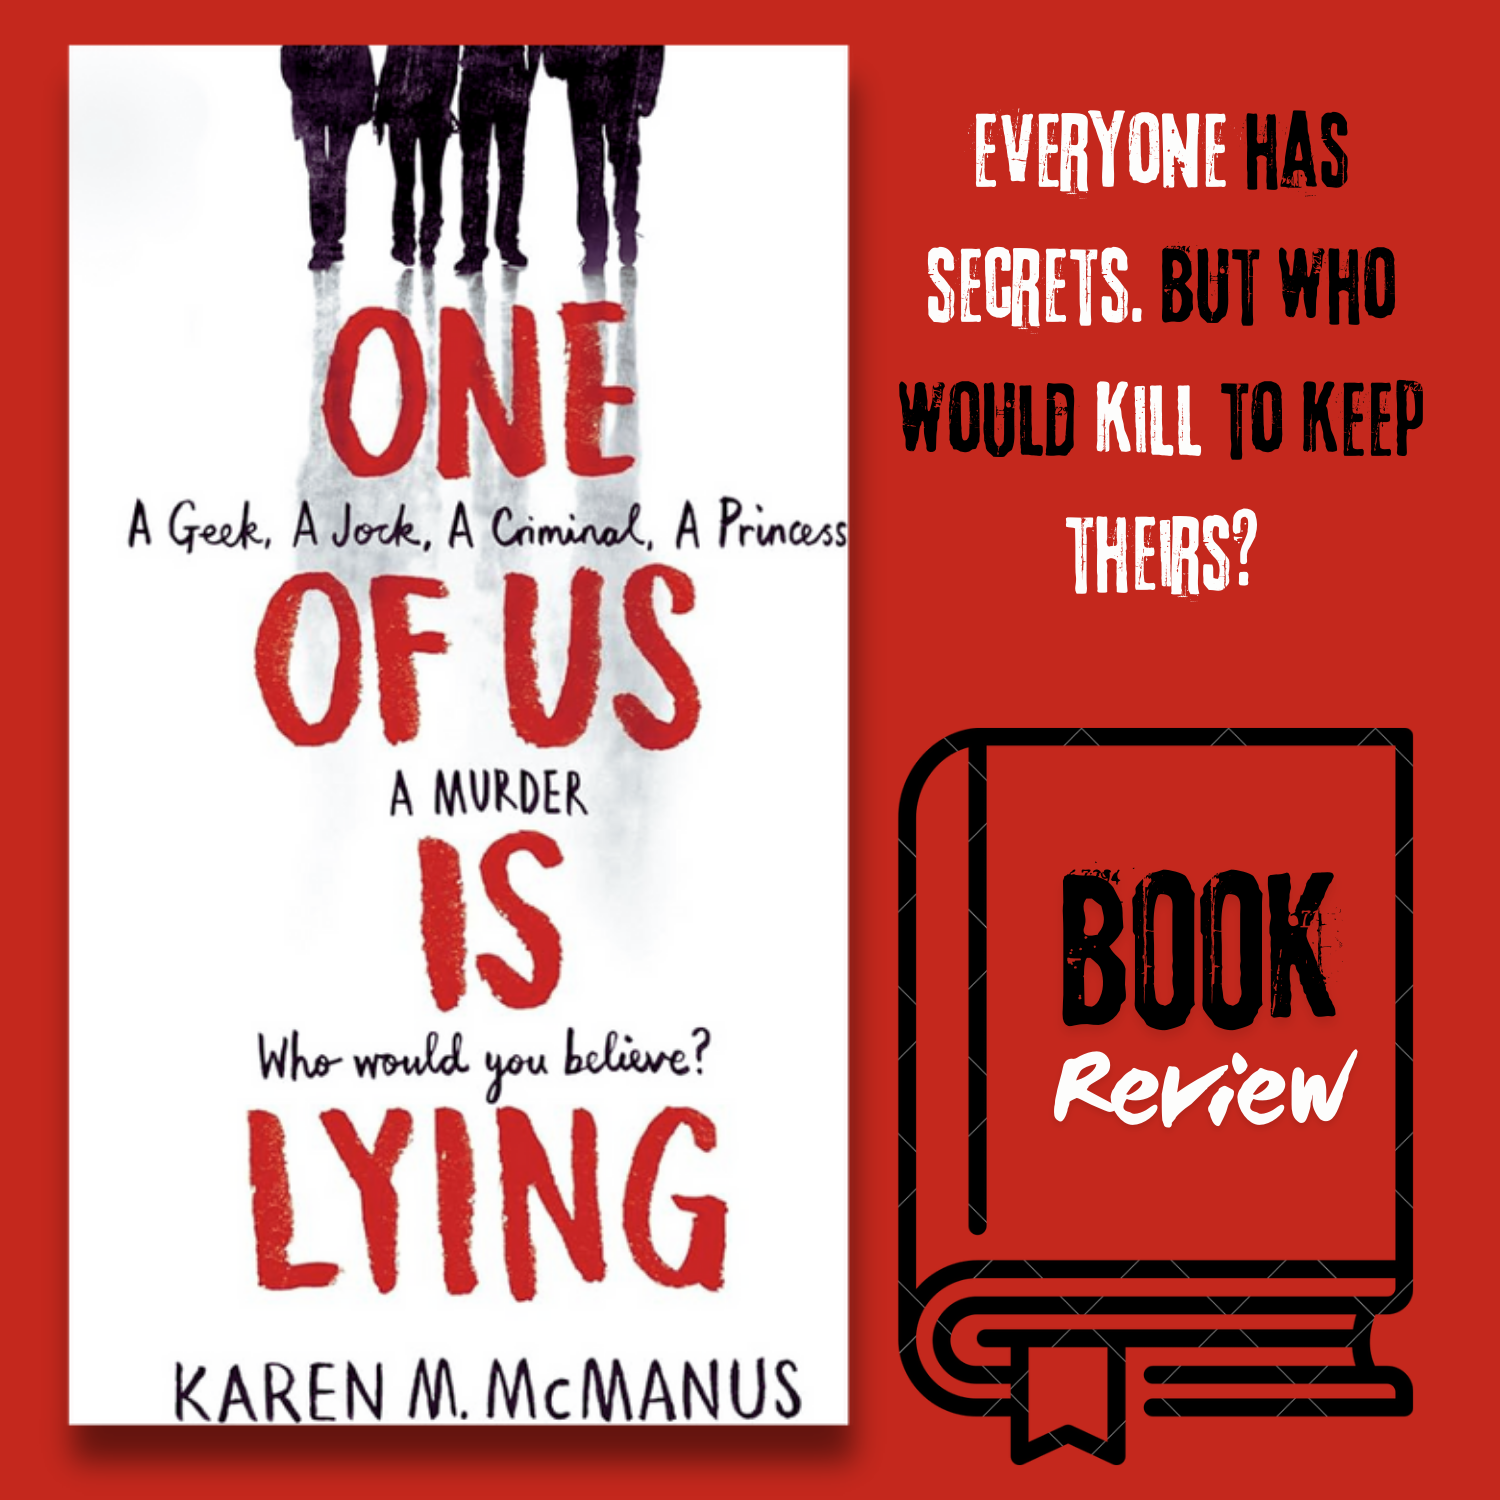 ONE
A Geek, A Jock, A Criminal, A Princess
OF US
A MURDER
IS
Who would you believe?
LYING
KAREN M. McMANUS
EVERYONE HAS
SECRETS. BUT WHO
WOULD KILL TO KEEP
THEIRS?
BOOK
Review